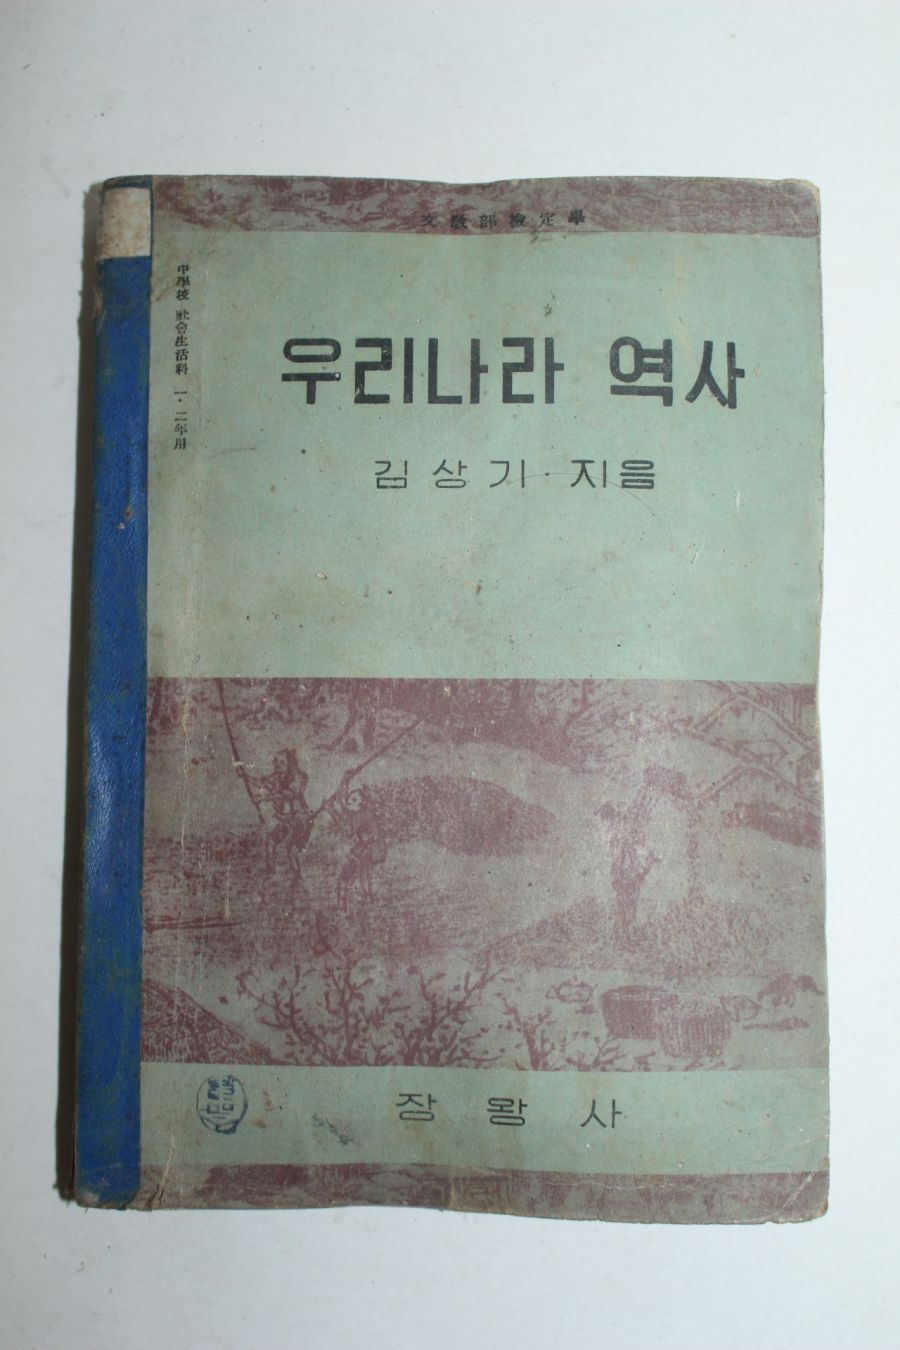 文敎部檢定畢
中學校 社會生活科 一·二年用
우리나라 역사
김상기·지음
장왕사